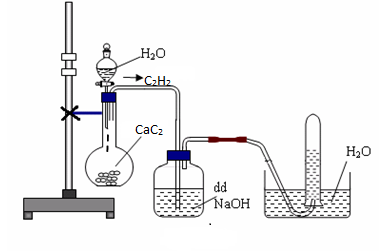 H₂O
C₂H₂
CaC₂
dd
NaOH
H₂O